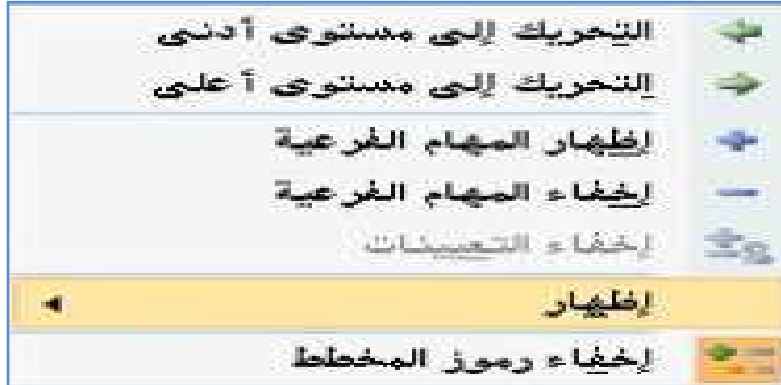 التحريك إلى مستوى أدنى
التحريك إلى مستوى أعلى
إظهار المهام الفرعية
إخفاء المهام الفرعية
إخفاء التعيينات
إظهار
إخفاء رموز المخطط